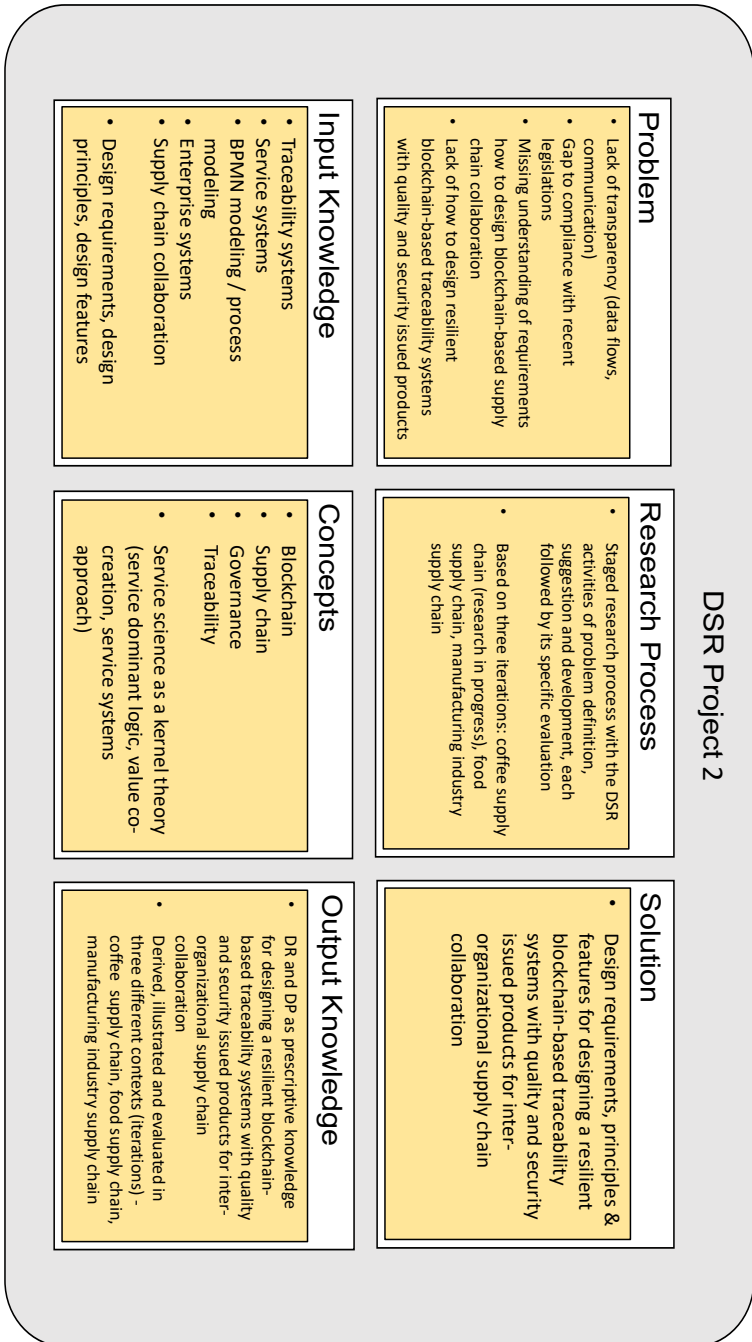 DSR Project 2
Problem
• Lack of transparency (data flows,
communication)
• Gap to compliance with recent
legislations
• Missing understanding of requirements
how to design blockchain-based supply
chain collaboration
• Lack of how to design resilient
blockchain-based traceability systems
with quality and security issued products
Research Process
• Staged research process with the DSR
activities of problem definition,
suggestion and development, each
followed by its specific evaluation
• Based on three iterations: coffee supply
chain (research in progress), food
supply chain, manufacturing industry
supply chain
Solution
• Design requirements, principles &
features for designing a resilient
blockchain-based traceability
systems with quality and security
issued products for inter-
organizational supply chain
collaboration
Input Knowledge
• Traceability systems
• Service systems
• BPMN modeling / process
modeling
• Enterprise systems
• Supply chain collaboration
• Design requirements, design
principles, design features
Concepts
• Blockchain
• Supply chain
• Governance
• Traceability
• Service science as a kernel theory
(service dominant logic, value co-
creation, service systems
approach)
Output Knowledge
• DR and DP as prescriptive knowledge
for designing a resilient blockchain-
based traceability systems with quality
and security issued products for inter-
organizational supply chain
collaboration
• Derived, illustrated and evaluated in
three different contexts (iterations) -
coffee supply chain, food supply chain,
manufacturing industry supply chain